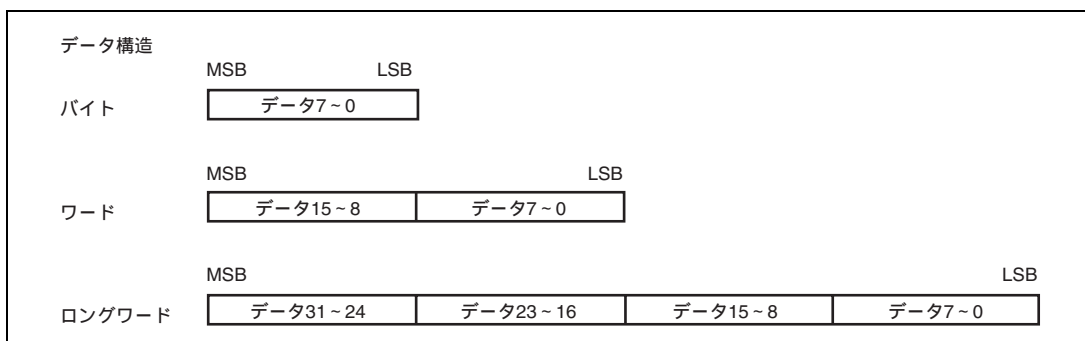 データ構造
MSB LSB
バイト データ7~0
MSB LSB
ワード データ15~8 データ7~0
MSB LSB
ロングワード データ31~24 データ23~16 データ15~8 データ7~0